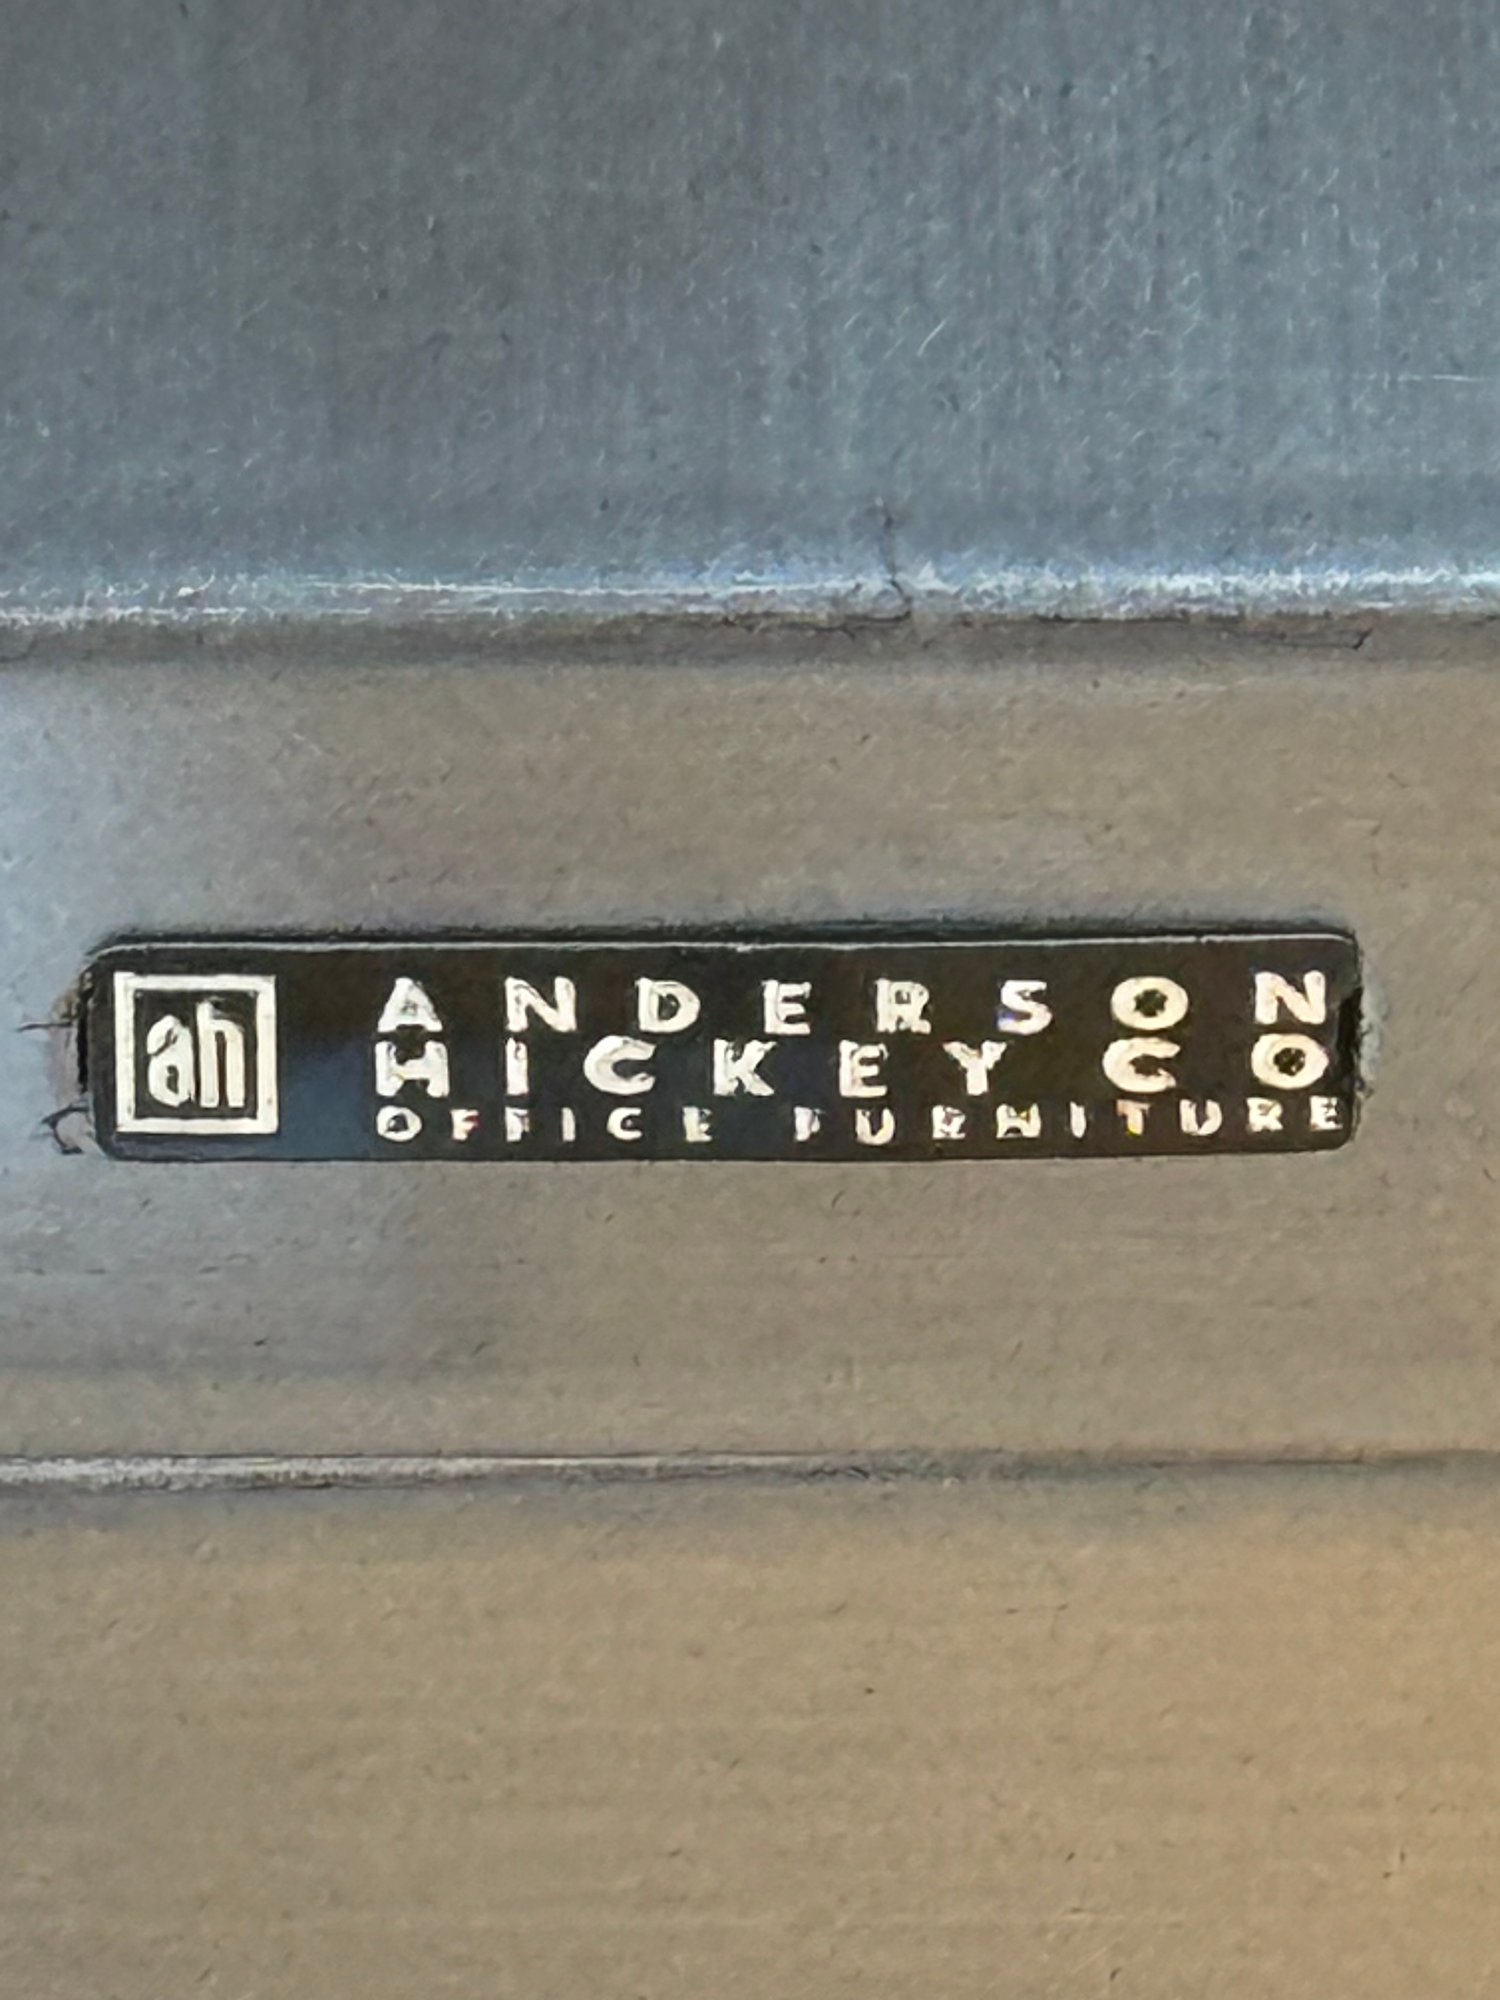 ah
ANDERSON
HICKEY CO
OFFICE FURNITURE